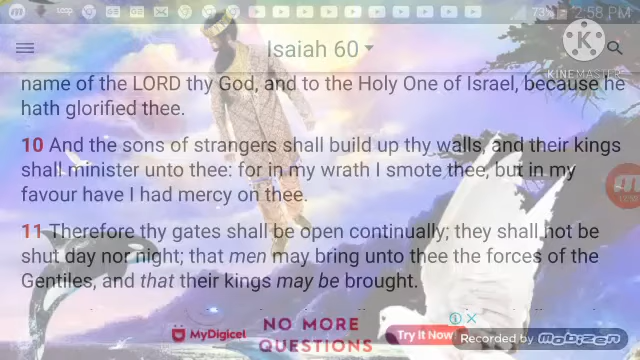 LOOP
73%
2:58 PM
Isaiah 60
KINEMASTER
name of the LORD thy God, and to the Holy One of Israel, because he
hath glorified thee.
10 And the sons of strangers shall build up thy walls, and their kings
shall minister unto thee: for in my wrath I smote thee, but in my
favour have I had mercy on thee.
11 Therefore thy gates shall be open continually; they shall not be
shut day nor night; that men may bring unto thee the forces of the
Gentiles, and that their kings may be brought.
MyDigicel
NO MORE
QUESTIONS
Try It Now!
Recorded by Mobizen